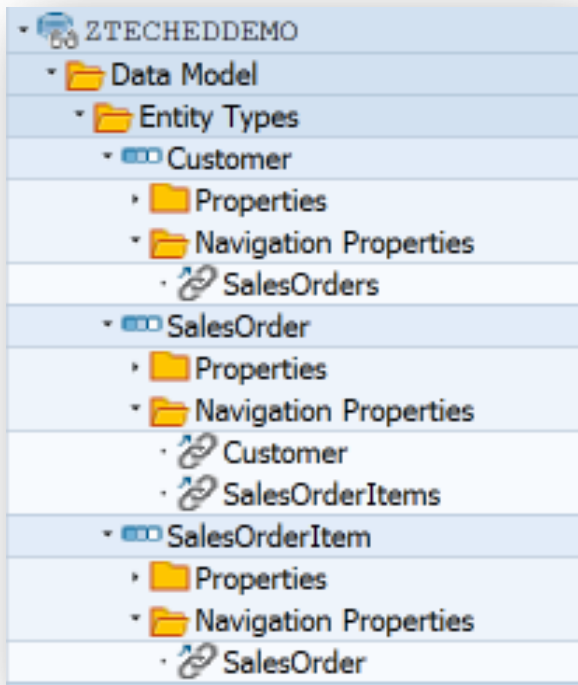 ZTECHEDDEMO
Data Model
Entity Types
Customer
Properties
Navigation Properties
SalesOrders
SalesOrder
Properties
Navigation Properties
Customer
SalesOrderItems
SalesOrderItem
Properties
Navigation Properties
SalesOrder